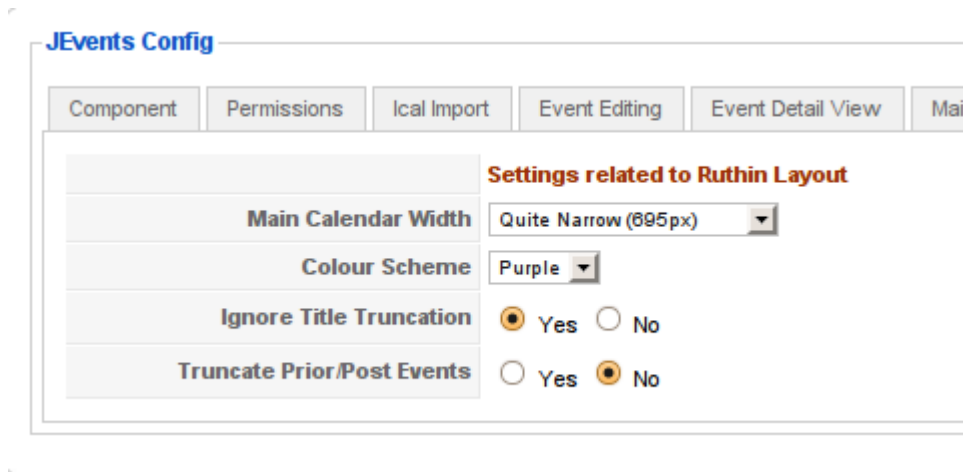 JEvents Config
Component Permissions Ical Import Event Editing Event Detail View Mai
Settings related to Ruthin Layout
Main Calendar Width Quite Narrow (695px)
Colour Scheme Purple
Ignore Title Truncation Yes No
Truncate Prior/Post Events Yes No